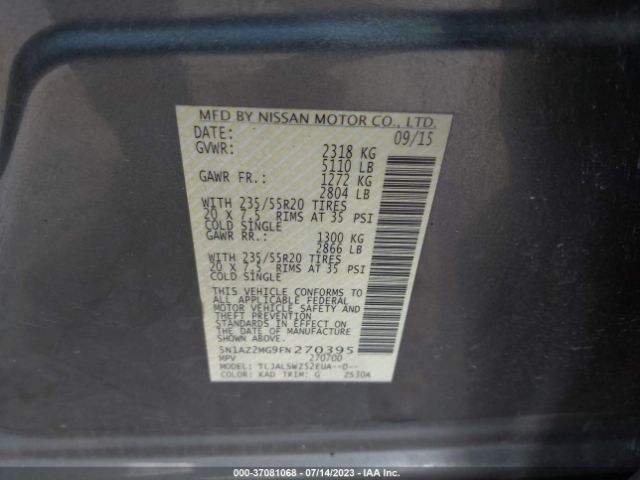 MFD BY NISSAN MOTOR CO., LTD.
DATE: 09/15
GVWR: 2318 KG
5110 LB
GAWR FR.: 1272 KG
2804 LB
WITH 235/55R20 TIRES
20 X 7.5 RIMS AT 35 PSI
COLD SINGLE
GAWR RR.: 1300 KG
2866 LB
WITH 235/55R20 TIRES
20 X 7.5 RIMS AT 35 PSI
COLD SINGLE
THIS VEHICLE CONFORMS TO
ALL APPLICABLE FEDERAL
MOTOR VEHICLE SAFETY AND
THEFT PREVENTION
STANDARDS IN EFFECT ON
THE DATE OF MANUFACTURE
SHOWN ABOVE.
5N1AZ2MG9FN270395
MPV 270700
MODEL: TLJALSWZ52EUA--D--
COLOR: KAD TRIM: G ZS30A
000-37081068 - 07/14/2023 - IAA Inc.